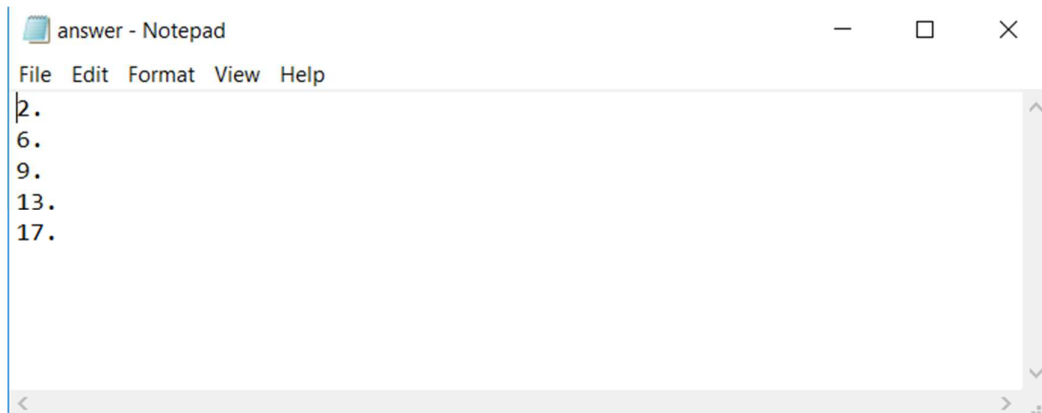 answer - Notepad
File Edit Format View Help
2.
6.
9.
13.
17.